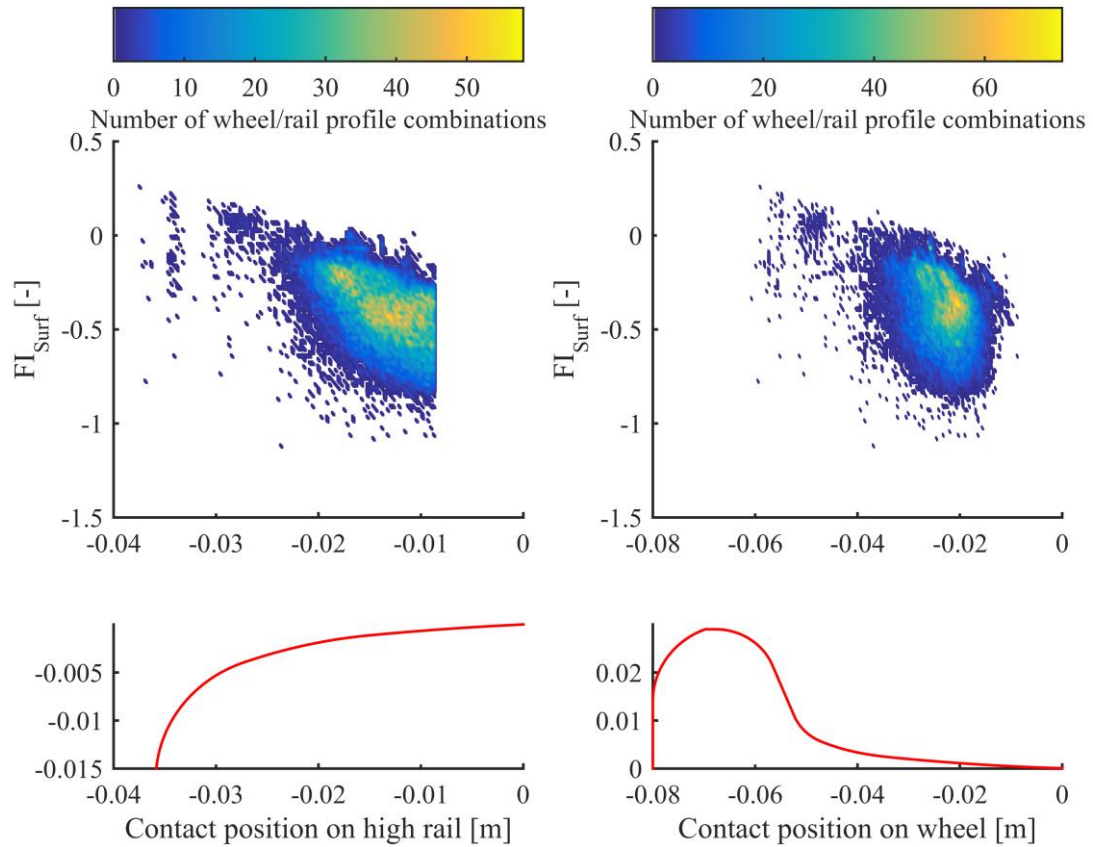 0 10 20 30 40 50
Number of wheel/rail profile combinations
0 20 40 60
Number of wheel/rail profile combinations
0.5
0
-0.5
-1
-1.5
FI_Surf [-]
-0.04 -0.03 -0.02 -0.01 0
0.5
0
-0.5
-1
-1.5
FI_Surf [-]
-0.08 -0.06 -0.04 -0.02 0
-0.005
-0.01
-0.015
-0.04 -0.03 -0.02 -0.01 0
Contact position on high rail [m]
0.02
0.01
0
-0.08 -0.06 -0.04 -0.02 0
Contact position on wheel [m]